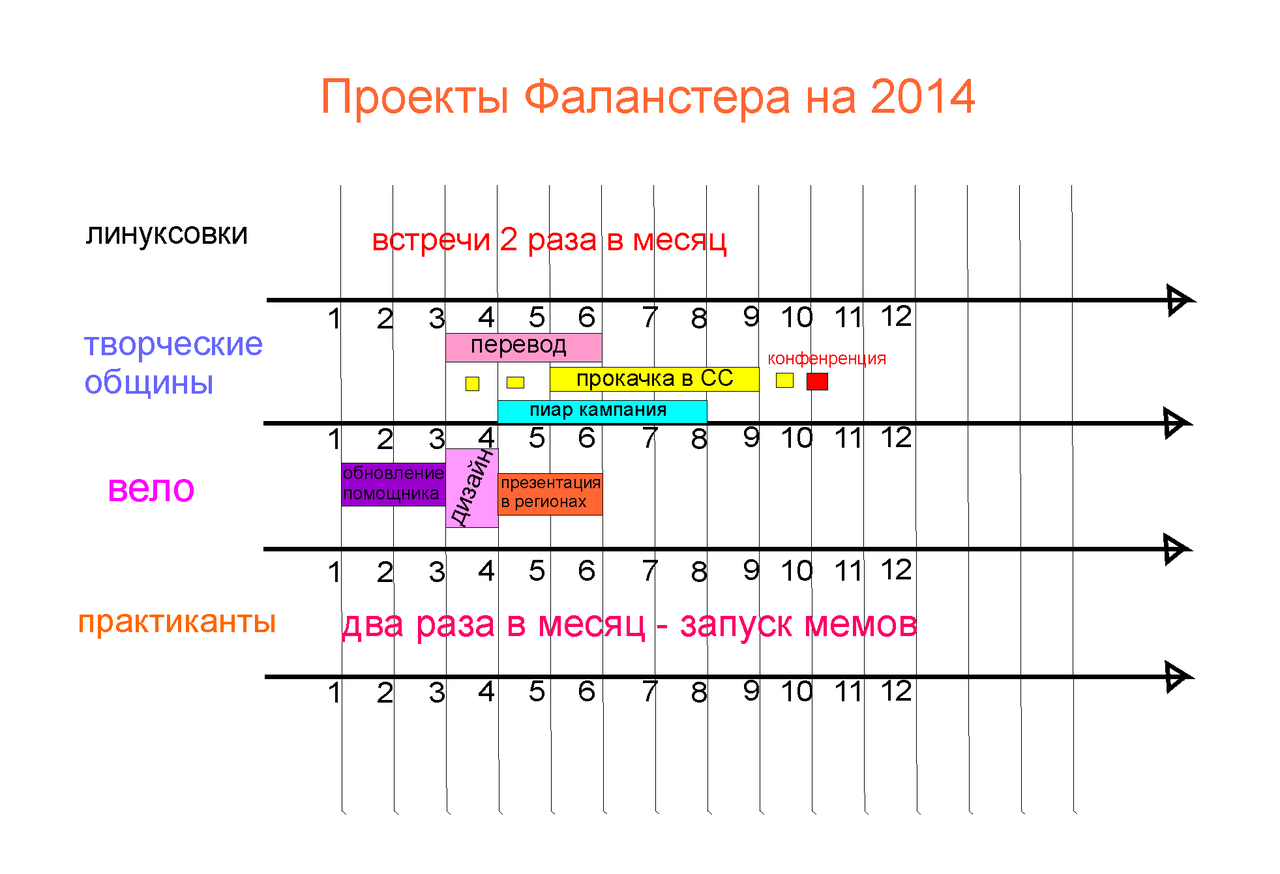 Проекты Фаланстера на 2014
линуксовки
встречи 2 раза в месяц
1 2 3 4 5 6 7 8 9 10 11 12
творческие
общины
перевод
конфенренция
прокачка в СС
пиар кампания
1 2 3 4 5 6 7 8 9 10 11 12
вело
обновление
помощника
дизайн
презентация
в регионах
1 2 3 4 5 6 7 8 9 10 11 12
практиканты
два раза в месяц - запуск мемов
1 2 3 4 5 6 7 8 9 10 11 12